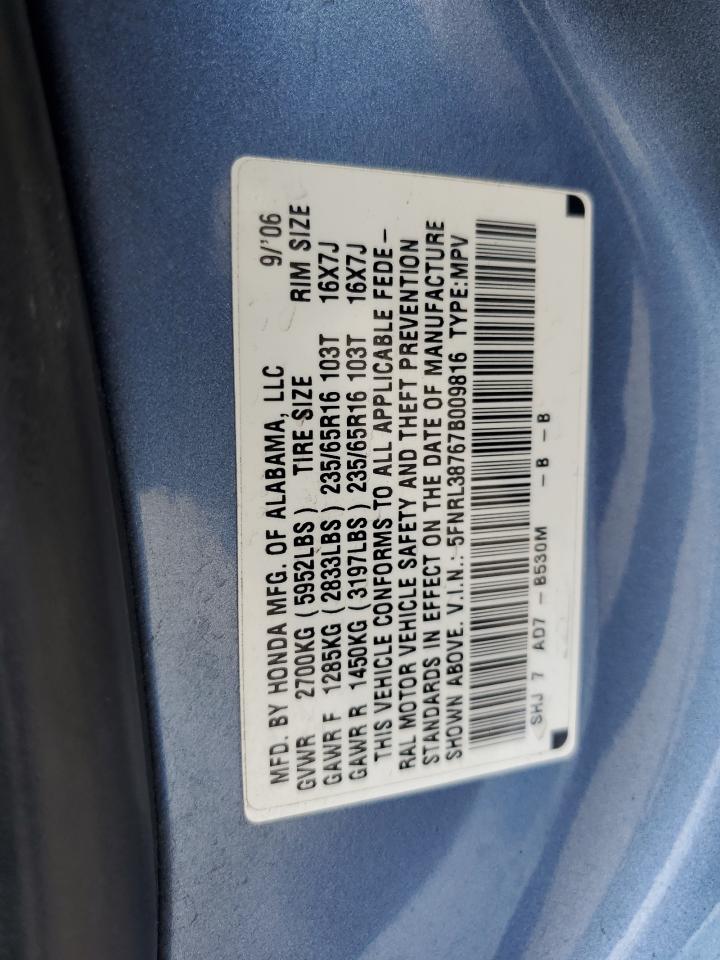 MFD. BY HONDA MFG. OF ALABAMA, LLC 9/'06
GVWR 2700KG (5952LBS) TIRE SIZE RIM SIZE
GAWR F 1285KG (2833LBS) 235/65R16 103T 16X7J
GAWR R 1450KG (3197LBS) 235/65R16 103T 16X7J
THIS VEHICLE CONFORMS TO ALL APPLICABLE FEDE-
RAL MOTOR VEHICLE SAFETY AND THEFT PREVENTION
STANDARDS IN EFFECT ON THE DATE OF MANUFACTURE
SHOWN ABOVE. V.I.N.: 5FNRL38767B009816 TYPE:MPV
SHJ 7 AD7 -B530M -B -B